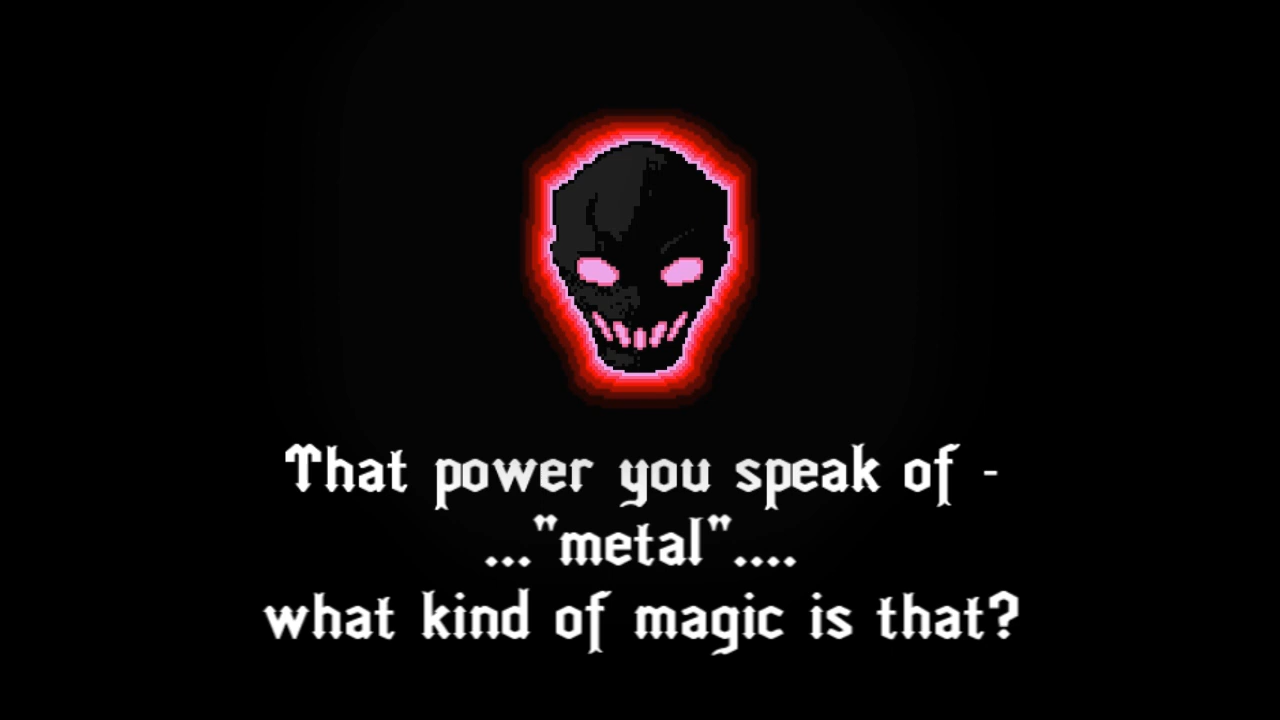 That power you speak of -
..."metal"....
what kind of magic is that?